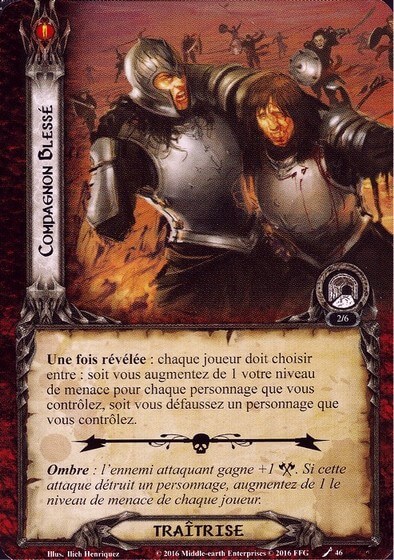 COMPAGNON BLESSÉ
2/6
Une fois révélée : chaque joueur doit choisir
entre : soit vous augmentez de 1 votre niveau
de menace pour chaque personnage que vous
contrôlez, soit vous défaussez un personnage que
vous contrôlez.
Ombre : l'ennemi attaquant gagne +1 . Si cette
attaque détruit un personnage, augmentez de 1 le
niveau de menace de chaque joueur.
TRAÎTRISE
Illus. Ilich Henriquez © 2016 Middle-earth Enterprises © 2016 FFG 46